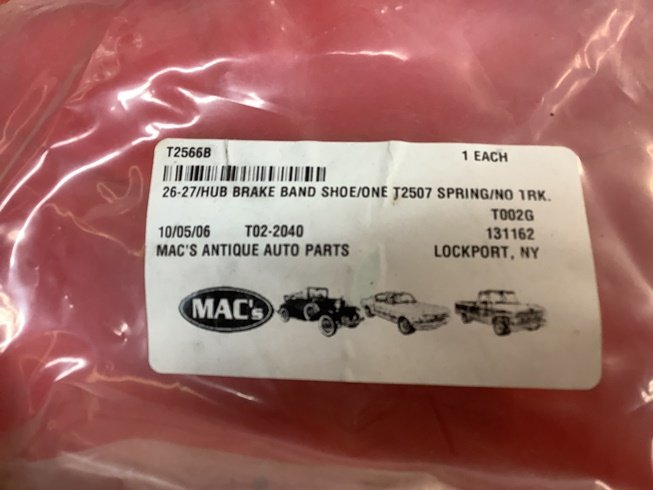 T2566B 1 EACH
26-27/HUB BRAKE BAND SHOE/ONE T2507 SPRING/NO TRK.
T002G
10/05/06 T02-2040 131162
MAC'S ANTIQUE AUTO PARTS LOCKPORT, NY
MAC's